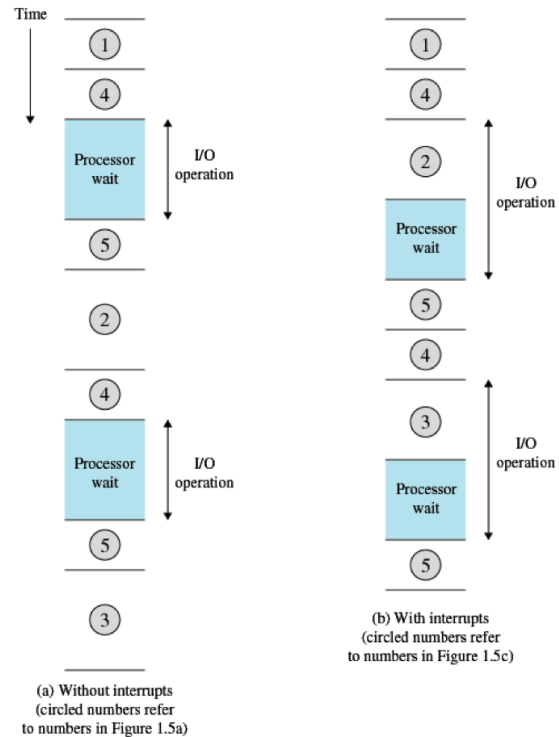 Time
1
4
Processor
wait
I/O
operation
5
2
4
Processor
wait
I/O
operation
5
3
(a) Without interrupts
(circled numbers refer
to numbers in Figure 1.5a)
1
4
2
I/O
operation
Processor
wait
5
4
3
I/O
operation
Processor
wait
5
(b) With interrupts
(circled numbers refer
to numbers in Figure 1.5c)